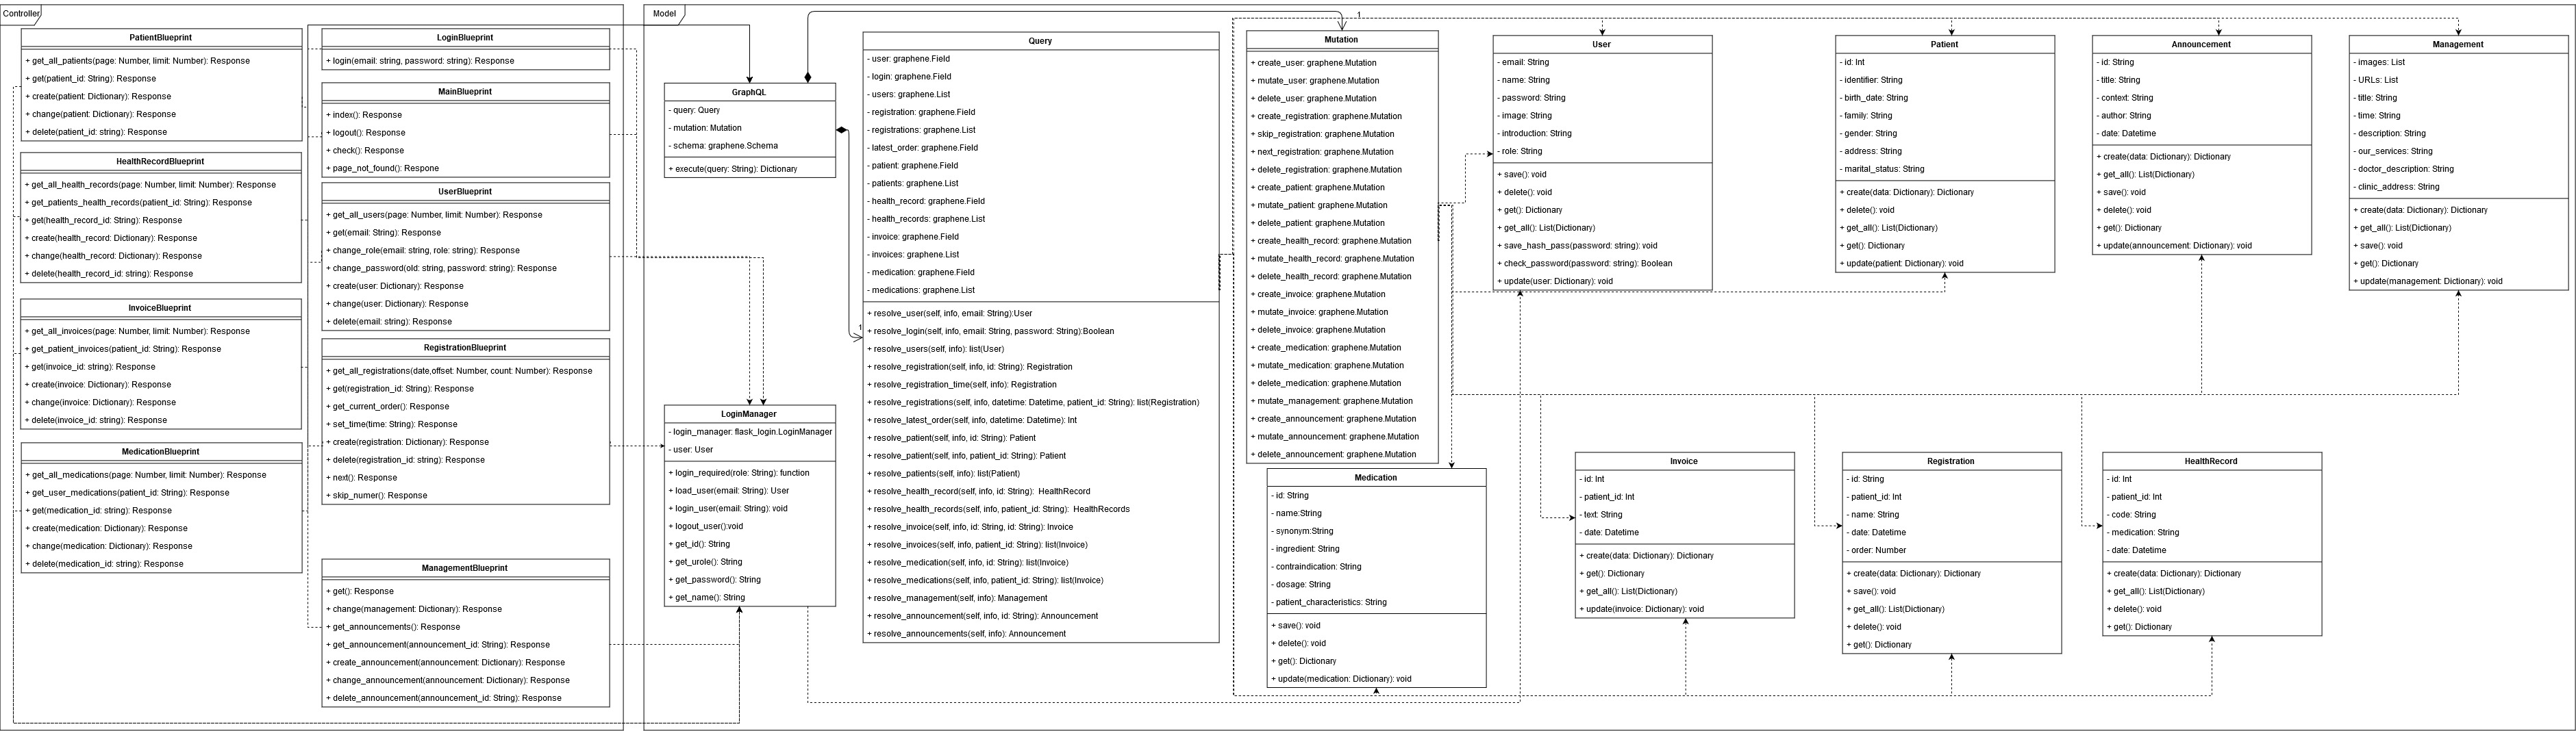 Controller
PatientBlueprint
+ get_all_patients(page: Number, limit: Number): Response
+ get(patient_id: String): Response
+ create(patient: Dictionary): Response
+ change(patient: Dictionary): Response
+ delete(patient_id: string): Response
HealthRecordBlueprint
+ get_all_health_records(page: Number, limit: Number): Response
+ get_patients_health_records(patient_id: String): Response
+ get(health_record_id: String): Response
+ create(health_record: Dictionary): Response
+ change(health_record: Dictionary): Response
+ delete(health_record_id: string): Response
InvoiceBlueprint
+ get_all_invoices(page: Number, limit: Number): Response
+ get_patient_invoices(patient_id: String): Response
+ get(invoice_id: string): Response
+ create(invoice: Dictionary): Response
+ change(invoice: Dictionary): Response
+ delete(invoice_id: string): Response
MedicationBlueprint
+ get_all_medications(page: Number, limit: Number): Response
+ get_user_medications(patient_id: String): Response
+ get(medication_id: string): Response
+ create(medication: Dictionary): Response
+ change(medication: Dictionary): Response
+ delete(medication_id: string): Response
LoginBlueprint
+ login(email: string, password: string): Response
MainBlueprint
+ index(): Response
+ logout(): Response
+ check(): Response
+ page_not_found(): Respone
UserBlueprint
+ get_all_users(page: Number, limit: Number): Response
+ get(email: String): Response
+ change_role(email: string, role: string): Response
+ change_password(old: string, password: string): Response
+ create(user: Dictionary): Response
+ change(user: Dictionary): Response
+ delete(email: string): Response
RegistrationBlueprint
+ get_all_registrations(date,offset: Number, count: Number): Response
+ get(registration_id: String): Response
+ get_current_order(): Response
+ set_time(time: String): Response
+ create(registration: Dictionary): Response
+ delete(registration_id: string): Response
+ next(): Response
+ skip_numer(): Response
ManagementBlueprint
+ get(): Response
+ change(management: Dictionary): Response
+ get_announcements(): Response
+ get_announcement(announcement_id: String): Response
+ create_announcement(announcement: Dictionary): Response
+ change_announcement(announcement: Dictionary): Response
+ delete_announcement(announcement_id: String): Response
Model
GraphQL
- query: Query
- mutation: Mutation
- schema: graphene.Schema
+ execute(query: String): Dictionary
1
1
LoginManager
- login_manager: flask_login.LoginManager
- user: User
+ login_required(role: String): function
+ load_user(email: String): User
+ login_user(email: String): void
+ logout_user():void
+ get_id(): String
+ get_urole(): String
+ get_password(): String
+ get_name(): String
Query
- user: graphene.Field
- login: graphene.Field
- users: graphene.List
- registration: graphene.Field
- registrations: graphene.List
- latest_order: graphene.Field
- patient: graphene.Field
- patients: graphene.List
- health_record: graphene.Field
- health_records: graphene.List
- invoice: graphene.Field
- invoices: graphene.List
- medication: graphene.Field
- medications: graphene.List
+ resolve_user(self, info, email: String):User
+ resolve_login(self, info, email: String, password: String):Boolean
+ resolve_users(self, info): list(User)
+ resolve_registration(self, info, id: String): Registration
+ resolve_registration_time(self, info): Registration
+ resolve_registrations(self, info, datetime: Datetime, patient_id: String): list(Registration)
+ resolve_latest_order(self, info, datetime: Datetime): Int
+ resolve_patient(self, info, id: String): Patient
+ resolve_patient(self, info, patient_id: String): Patient
+ resolve_patients(self, info): list(Patient)
+ resolve_health_record(self, info, id: String): HealthRecord
+ resolve_health_records(self, info, patient_id: String): HealthRecords
+ resolve_invoice(self, info, id: String, id: String): Invoice
+ resolve_invoices(self, info, patient_id: String): list(Invoice)
+ resolve_medication(self, info, id: String): list(Invoice)
+ resolve_medications(self, info, patient_id: String): list(Invoice)
+ resolve_management(self, info): Management
+ resolve_announcement(self, info, id: String): Announcement
+ resolve_announcements(self, info): Announcement
Mutation
+ create_user: graphene.Mutation
+ mutate_user: graphene.Mutation
+ delete_user: graphene.Mutation
+ create_registration: graphene.Mutation
+ skip_registration: graphene.Mutation
+ next_registration: graphene.Mutation
+ delete_registration: graphene.Mutation
+ create_patient: graphene.Mutation
+ mutate_patient: graphene.Mutation
+ delete_patient: graphene.Mutation
+ create_health_record: graphene.Mutation
+ mutate_health_record: graphene.Mutation
+ delete_health_record: graphene.Mutation
+ create_invoice: graphene.Mutation
+ mutate_invoice: graphene.Mutation
+ delete_invoice: graphene.Mutation
+ create_medication: graphene.Mutation
+ mutate_medication: graphene.Mutation
+ delete_medication: graphene.Mutation
+ mutate_management: graphene.Mutation
+ create_announcement: graphene.Mutation
+ mutate_announcement: graphene.Mutation
+ delete_announcement: graphene.Mutation
Medication
- id: String
- name:String
- synonym:String
- ingredient: String
- contraindication: String
- dosage: String
- patient_characteristics: String
+ save(): void
+ delete(): void
+ get(): Dictionary
+ update(medication: Dictionary): void
User
- email: String
- name: String
- password: String
- image: String
- introduction: String
- role: String
+ save(): void
+ delete(): void
+ get(): Dictionary
+ get_all(): List(Dictionary)
+ save_hash_pass(password: string): void
+ check_password(password: string): Boolean
+ update(user: Dictionary): void
Patient
- id: Int
- identifier: String
- birth_date: String
- family: String
- gender: String
- address: String
- marital_status: String
+ create(data: Dictionary): Dictionary
+ delete(): void
+ get_all(): List(Dictionary)
+ get(): Dictionary
+ update(patient: Dictionary): void
Announcement
- id: String
- title: String
- context: String
- author: String
- date: Datetime
+ create(data: Dictionary): Dictionary
+ get_all(): List(Dictionary)
+ save(): void
+ delete(): void
+ get(): Dictionary
+ update(announcement: Dictionary): void
Management
- images: List
- URLs: List
- title: String
- time: String
- description: String
- our_services: String
- doctor_description: String
- clinic_address: String
+ create(data: Dictionary): Dictionary
+ get_all(): List(Dictionary)
+ save(): void
+ get(): Dictionary
+ update(management: Dictionary): void
Invoice
- id: Int
- patient_id: Int
- text: String
- date: Datetime
+ create(data: Dictionary): Dictionary
+ get(): Dictionary
+ get_all(): List(Dictionary)
+ update(invoice: Dictionary): void
Registration
- id: String
- patient_id: Int
- name: String
- date: Datetime
- order: Number
+ create(data: Dictionary): Dictionary
+ save(): void
+ get_all(): List(Dictionary)
+ delete(): void
+ get(): Dictionary
HealthRecord
- id: Int
- patient_id: Int
- code: String
- medication: String
- date: Datetime
+ create(data: Dictionary): Dictionary
+ get_all(): List(Dictionary)
+ delete(): void
+ get(): Dictionary